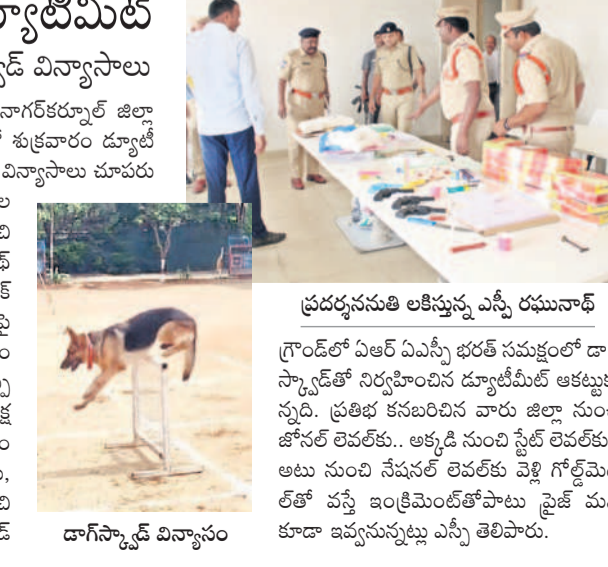 డ్ విన్యాసాలు
నాగర్‌కర్నూల్ జిల్లా
శుక్రవారం డ్యూటీ
విన్యాసాలు చూపరు
ప్రదర్శననుతిలకిస్తున్న ఎస్పీ రఘునాథ్
గ్రౌండ్‌లో ఏఆర్ ఏఎస్పీ భరత్ సమక్షంలో డా
స్క్వాడ్‌తో నిర్వహించిన డ్యూటీమీట్ ఆకట్టుక
న్నది. ప్రతిభ కనబరిచిన వారు జిల్లా నుం
జోనల్ లెవల్‌కు.. అక్కడి నుంచి స్టేట్ లెవల్‌కు
అటు నుంచి నేషనల్ లెవల్‌కు వెళ్లి గోల్డ్‌మె
ల్‌తో వస్తే ఇంక్రిమెంట్‌తోపాటు ప్రైజ్ మ
కూడా ఇవ్వనున్నట్లు ఎస్పీ తెలిపారు.
డాగ్‌స్క్వాడ్ విన్యాసం